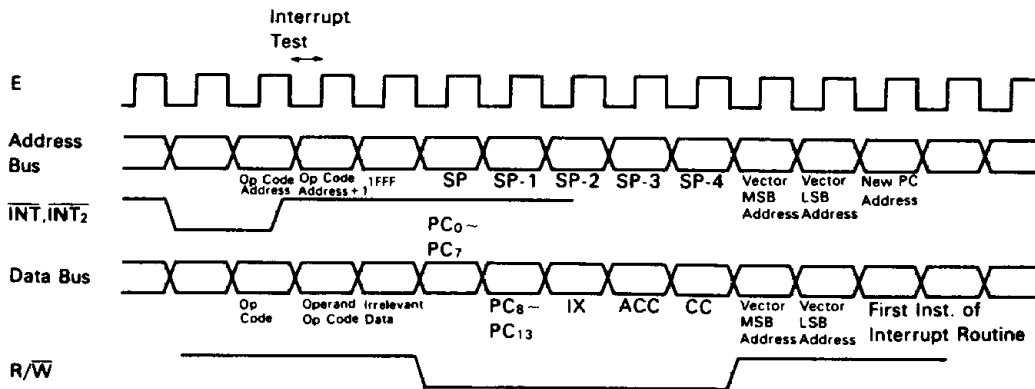 Interrupt
Test
E
Address
Bus
Op Code
Address
Op Code
Address+1
1FFF
SP
SP-1
SP-2
SP-3
SP-4
Vector
MSB
Address
Vector
LSB
Address
New PC
Address
INT, INT2
PC0~
PC7
Data Bus
Op
Code
Operand
Op Code
Irrelevant
Data
PC8~
PC13
IX
ACC
CC
Vector
MSB
Address
Vector
LSB
Address
First Inst. of
Interrupt Routine
R/W